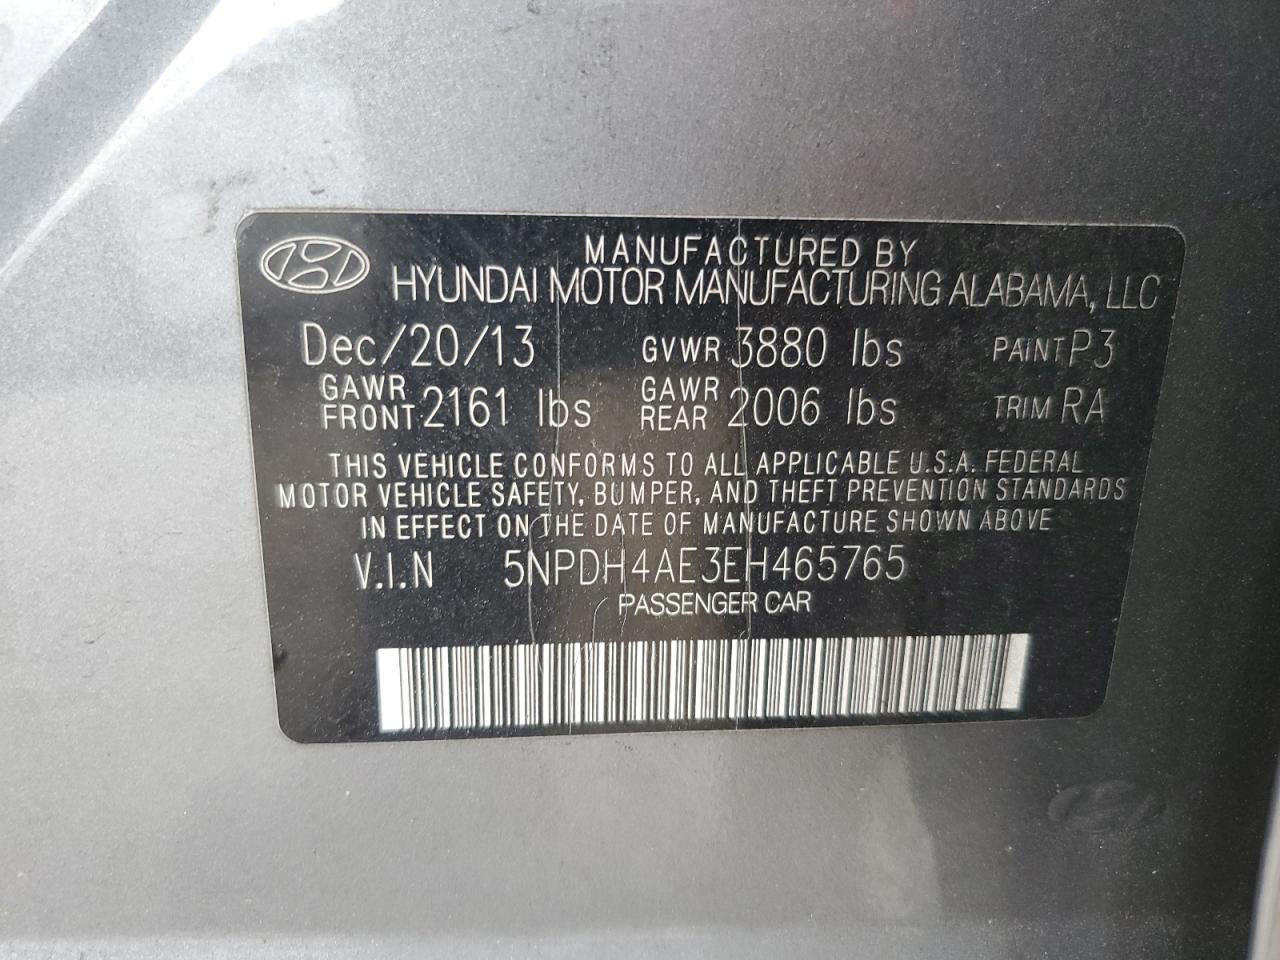 MANUFACTURED BY
HYUNDAI MOTOR MANUFACTURING ALABAMA, LLC
Dec/20/13 GVWR 3880 lbs PAINT P3
GAWR FRONT 2161 lbs GAWR REAR 2006 lbs TRIM RA
THIS VEHICLE CONFORMS TO ALL APPLICABLE U.S.A. FEDERAL
MOTOR VEHICLE SAFETY, BUMPER, AND THEFT PREVENTION STANDARDS
IN EFFECT ON THE DATE OF MANUFACTURE SHOWN ABOVE
V.I.N 5NPDH4AE3EH465765
PASSENGER CAR